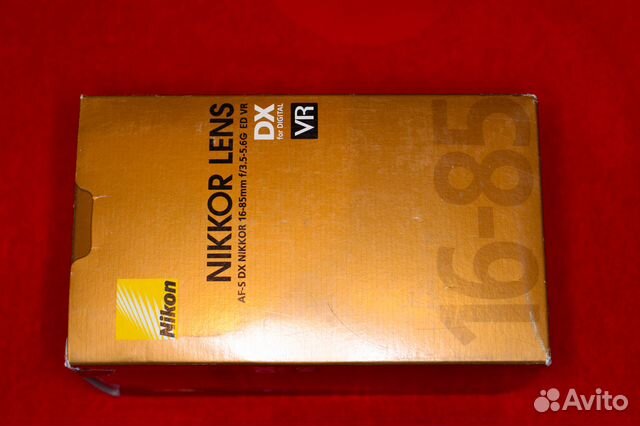 Nikon
NIKKOR LENS
AF-S DX NIKKOR 16-85mm f/3.5-5.6G ED VR
DX
for DIGITAL
VR
16-85
Avito